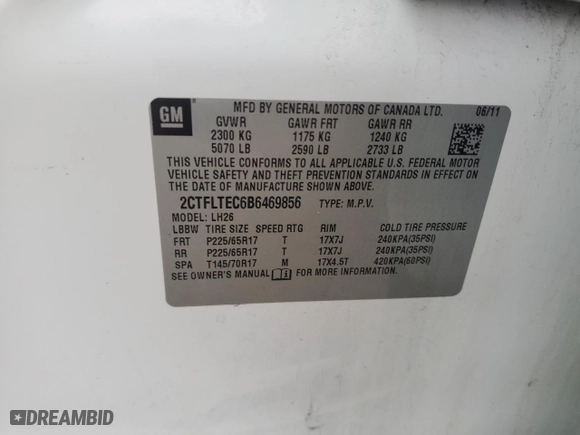 GM
MFD BY GENERAL MOTORS OF CANADA LTD. 06/11
GVWR GAWR FRT GAWR RR
2300 KG 1175 KG 1240 KG
5070 LB 2590 LB 2733 LB
THIS VEHICLE CONFORMS TO ALL APPLICABLE U.S. FEDERAL MOTOR
VEHICLE SAFETY AND THEFT PREVENTION STANDARDS IN EFFECT ON
THE DATE OF MANUFACTURE SHOWN ABOVE.
2CTFLTEC6B6469856 TYPE: M.P.V.
MODEL: LH26
LBBW TIRE SIZE SPEED RTG RIM COLD TIRE PRESSURE
FRT P225/65R17 T 17X7J 240KPA(35PSI)
RR P225/65R17 T 17X7J 240KPA(35PSI)
SPA T145/70R17 M 17X4.5T 420KPA(60PSI)
SEE OWNER'S MANUAL FOR MORE INFORMATION.
DREAMBID